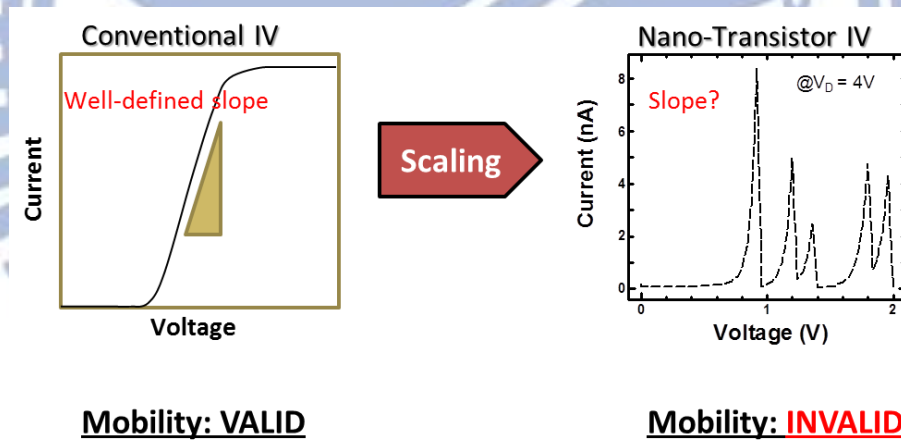 Conventional IV
Well-defined slope
Current
Voltage
Scaling
Nano-Transistor IV
@VD = 4V
Slope?
Current (nA)
8
6
4
2
0
0
1
2
Voltage (V)
Mobility: VALID
Mobility: INVALID